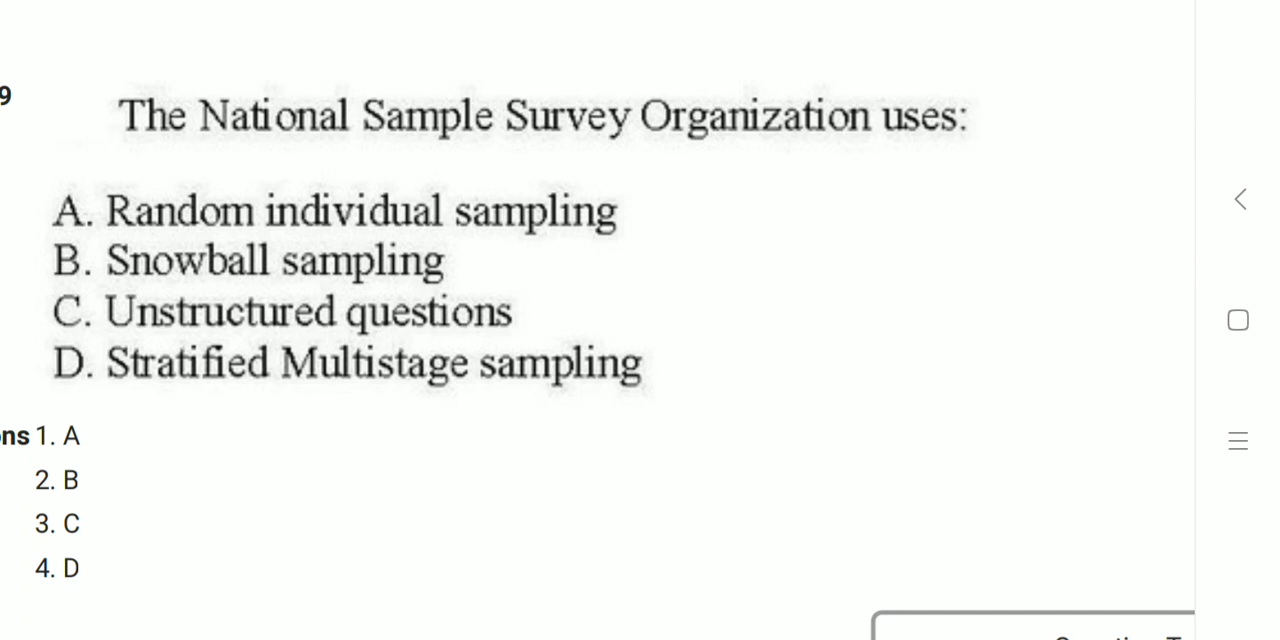 9
The National Sample Survey Organization uses:
A. Random individual sampling
B. Snowball sampling
C. Unstructured questions
D. Stratified Multistage sampling
ns 1. A
2. B
3. C
4. D